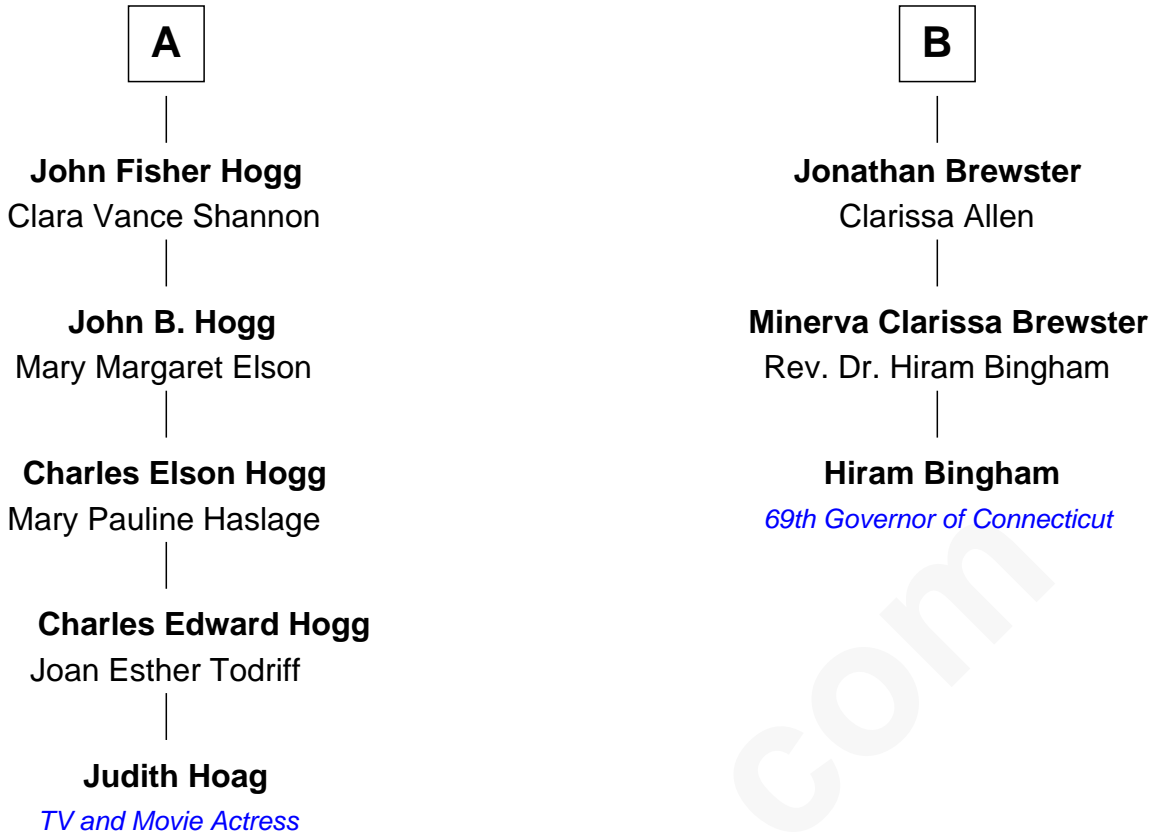 A
John Fisher Hogg
Clara Vance Shannon
John B. Hogg
Mary Margaret Elson
Charles Elson Hogg
Mary Pauline Haslage
Charles Edward Hogg
Joan Esther Todriff
Judith Hoag
TV and Movie Actress
B
Jonathan Brewster
Clarissa Allen
Minerva Clarissa Brewster
Rev. Dr. Hiram Bingham
Hiram Bingham
69th Governor of Connecticut
com